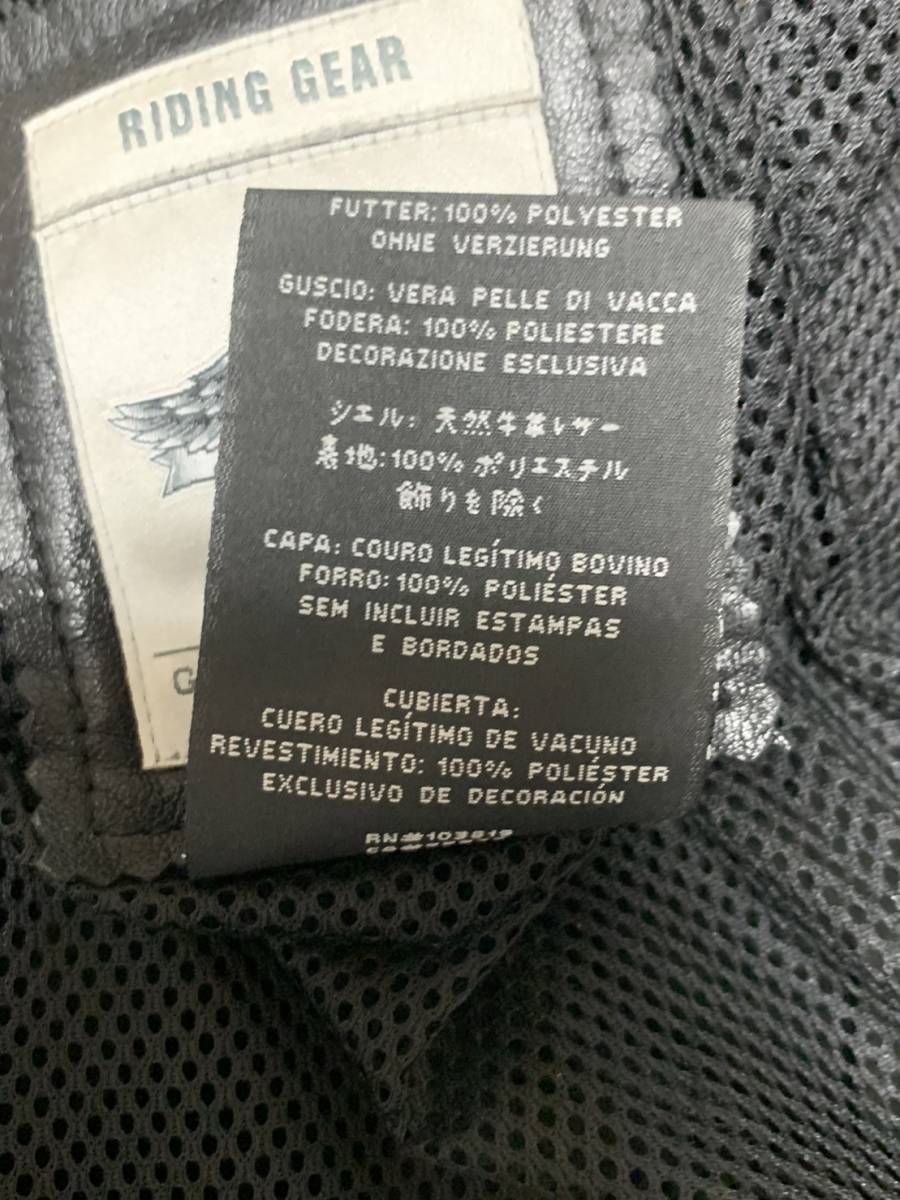 RIDING GEAR
FUTTER: 100% POLYESTER
OHNE VERZIERUNG
GUSCIO: VERA PELLE DI VACCA
FODERA: 100% POLIESTERE
DECORAZIONE ESCLUSIVA
シエル: 天然牛革レザー
裏地:100% ポリエステル
飾りを除く
CAPA: COURO LEGÍTIMO BOVINO
FORRO: 100% POLIÉSTER
SEM INCLUIR ESTAMPAS
E BORDADOS
CUBIERTA:
CUERO LEGÍTIMO DE VACUNO
REVESTIMIENTO: 100% POLIÉSTER
EXCLUSIVO DE DECORACIÓN
RN#103819
G